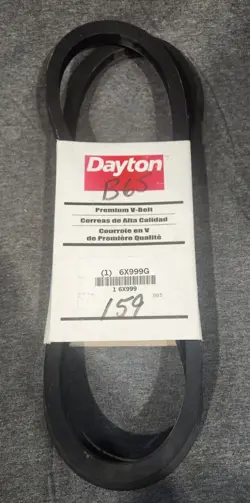 Dayton
B65
Premium V-Belt
Correas de Alta Calidad
Courroie en V
de Première Qualité
(1) 6X999G
1 6X999
159